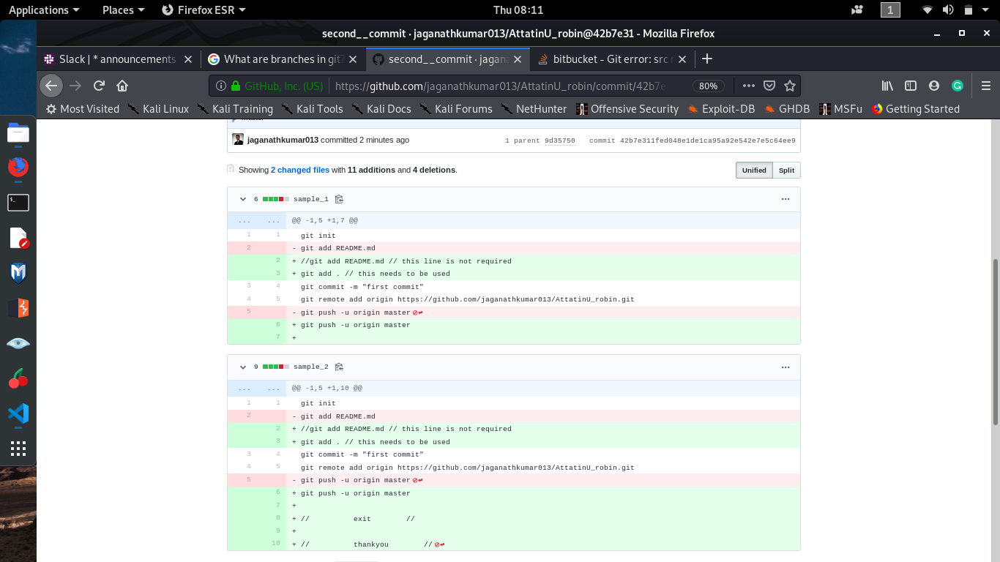 Applications Places Firefox ESR Thu 08:11 1
second__commit · jaganathkumar013/AttatinU_robin@42b7e31 - Mozilla Firefox
Slack | * announcements What are branches in git? second__commit · jagana bitbucket - Git error: src r
GitHub, Inc. (US) https://github.com/jaganathkumar013/AttatinU_robin/commit/42b7e 80%
Most Visited Kali Linux Kali Training Kali Tools Kali Docs Kali Forums NetHunter Offensive Security Exploit-DB GHDB MSFu Getting Started
jaganathkumar013 committed 2 minutes ago 1 parent 9d35750 commit 42b7e311fed048e1de1ca95a92e542e7e5c64ee9
Showing 2 changed files with 11 additions and 4 deletions. Unified Split
6 sample_1 ...
... ... @@ -1,5 +1,7 @@
1 1 git init
2 - git add README.md
2 + //git add README.md // this line is not required
3 + git add . // this needs to be used
3 4 git commit -m "first commit"
4 5 git remote add origin https://github.com/jaganathkumar013/AttatinU_robin.git
5 - git push -u origin master
6 + git push -u origin master
7 +
9 sample_2 ...
... ... @@ -1,5 +1,10 @@
1 1 git init
2 - git add README.md
2 + //git add README.md // this line is not required
3 + git add . // this needs to be used
3 4 git commit -m "first commit"
4 5 git remote add origin https://github.com/jaganathkumar013/AttatinU_robin.git
5 - git push -u origin master
6 + git push -u origin master
7 +
8 + // exit //
9 +
10 + // thankyou //